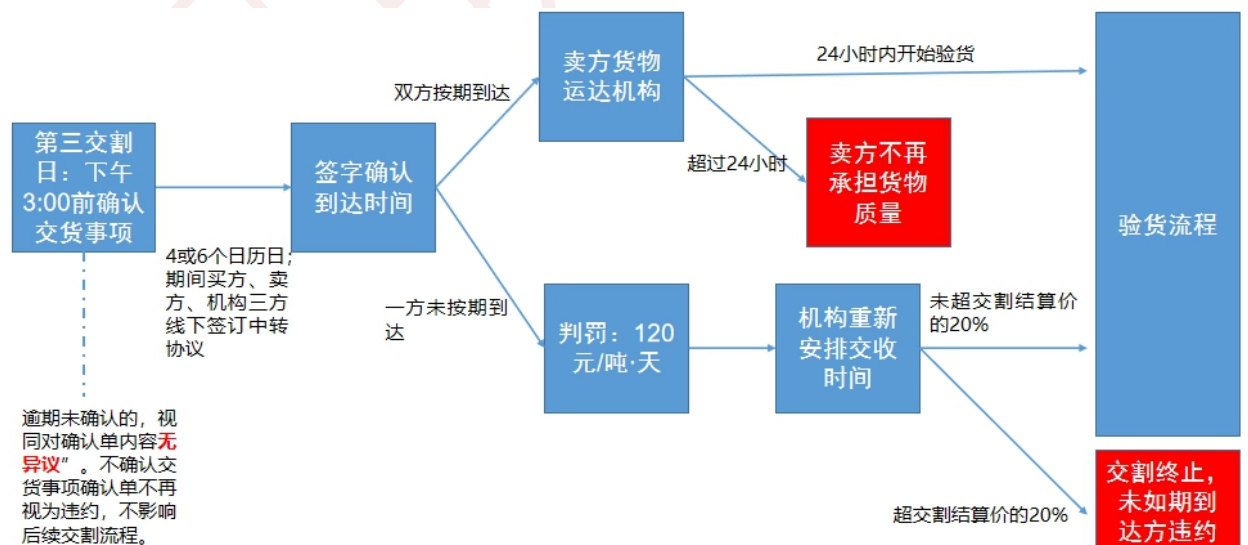 第三交割
日：下午
3:00前确认
交货事项
4或6个日历日；
期间买方、卖
方、机构三方
线下签订中转
协议
逾期未确认的，视
同对确认单内容无
异议”。不确认交
货事项确认单不再
视为违约，不影响
后续交割流程。
签字确认
到达时间
双方按期到达
一方未按期到
达
卖方货物
运达机构
24小时内开始验货
超过24小时
卖方不再
承担货物
质量
判罚：120
元/吨·天
机构重新
安排交收
时间
未超交割结算价
的20%
超交割结算价的20%
验货流程
交割终止，
未如期到
达方违约